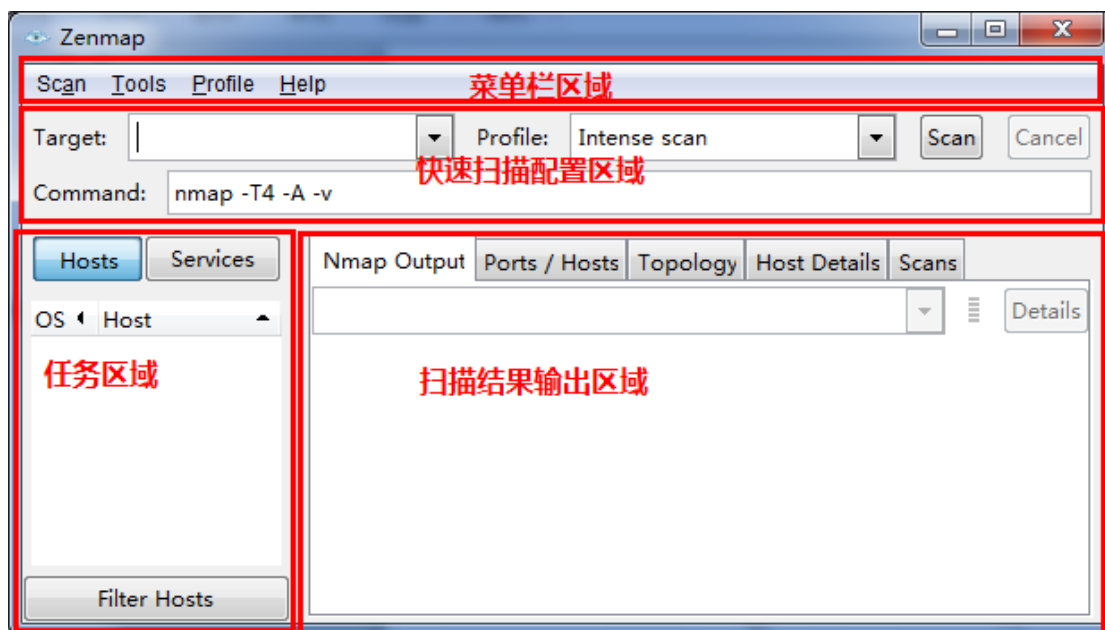 Zenmap
Scan Tools Profile Help 菜单栏区域
Target: Profile: Intense scan Scan Cancel
快速扫描配置区域
Command: nmap -T4 -A -v
Hosts Services
Nmap Output Ports / Hosts Topology Host Details Scans
Details
OS Host
任务区域
扫描结果输出区域
Filter Hosts